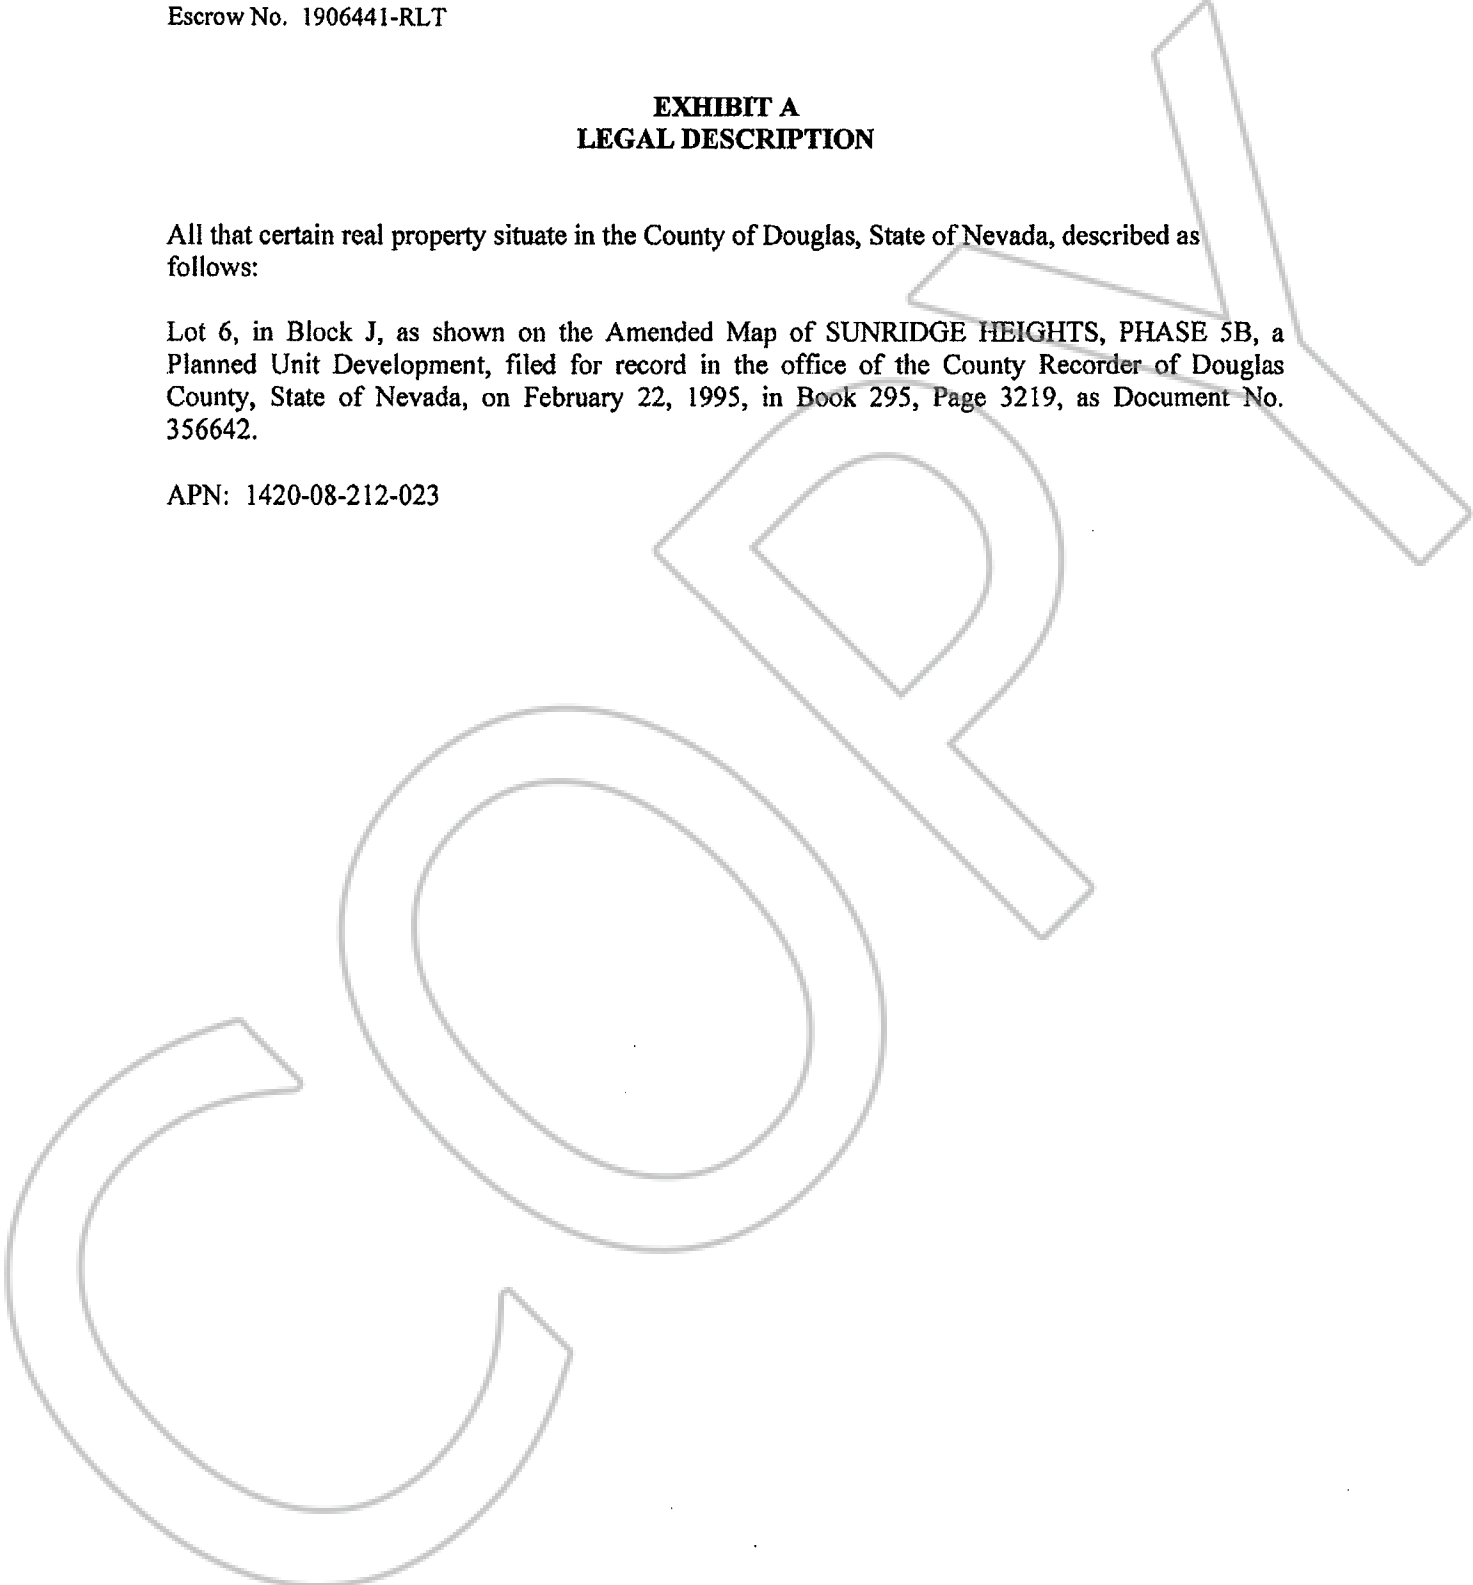 Escrow No. 1906441-RLT
EXHIBIT A
LEGAL DESCRIPTION
All that certain real property situate in the County of Douglas, State of Nevada, described as
follows:
Lot 6, in Block J, as shown on the Amended Map of SUNRIDGE HEIGHTS, PHASE 5B, a
Planned Unit Development, filed for record in the office of the County Recorder of Douglas
County, State of Nevada, on February 22, 1995, in Book 295, Page 3219, as Document No.
356642.
APN: 1420-08-212-023
COPY